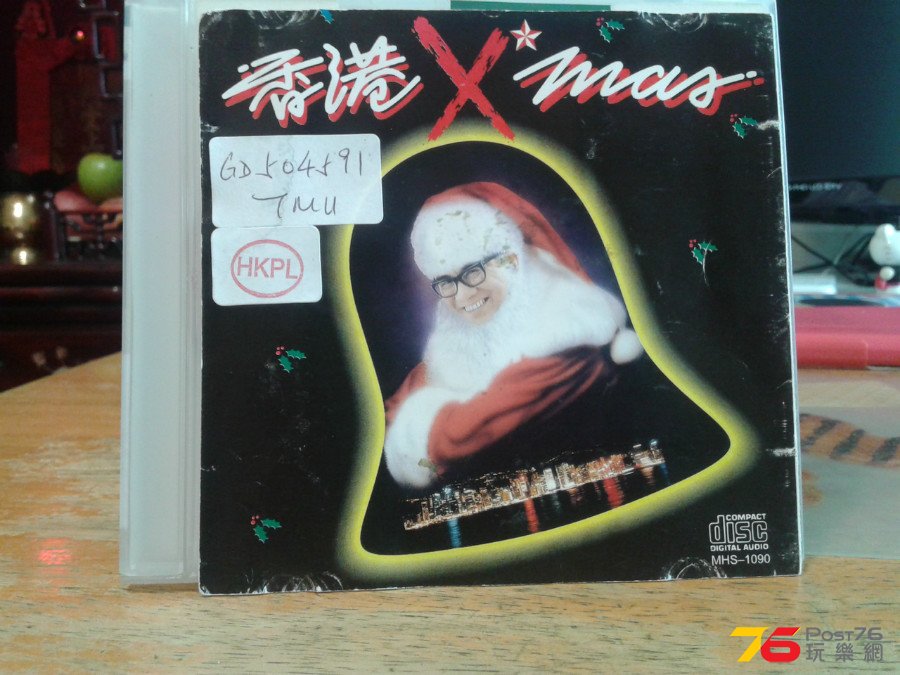 香港X'mas
GD504591
TMU
HKPL
COMPACT
disc
DIGITAL AUDIO
MHS-1090
76 Post76
玩樂網